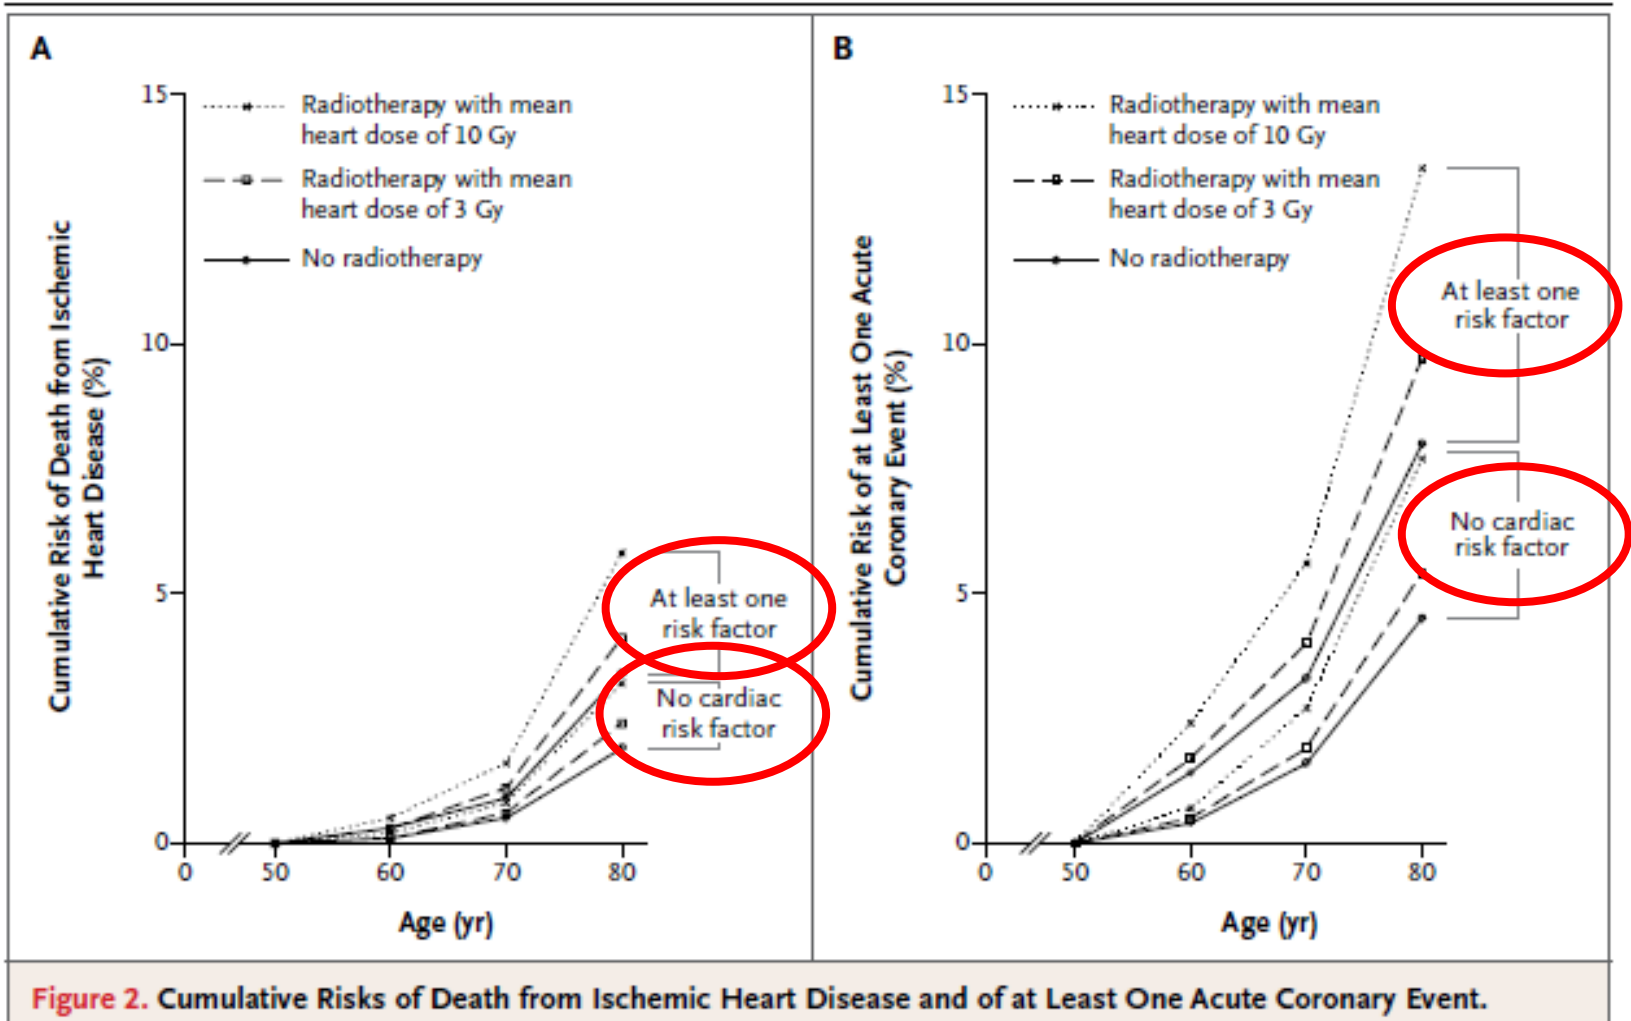 A
15
Radiotherapy with mean
heart dose of 10 Gy
Radiotherapy with mean
heart dose of 3 Gy
No radiotherapy
10
5
0
Cumulative Risk of Death from Ischemic
Heart Disease (%)
At least one
risk factor
No cardiac
risk factor
0 50 60 70 80
Age (yr)
B
15
Radiotherapy with mean
heart dose of 10 Gy
Radiotherapy with mean
heart dose of 3 Gy
No radiotherapy
10
5
0
Cumulative Risk of at Least One Acute
Coronary Event (%)
At least one
risk factor
No cardiac
risk factor
0 50 60 70 80
Age (yr)
Figure 2. Cumulative Risks of Death from Ischemic Heart Disease and of at Least One Acute Coronary Event.